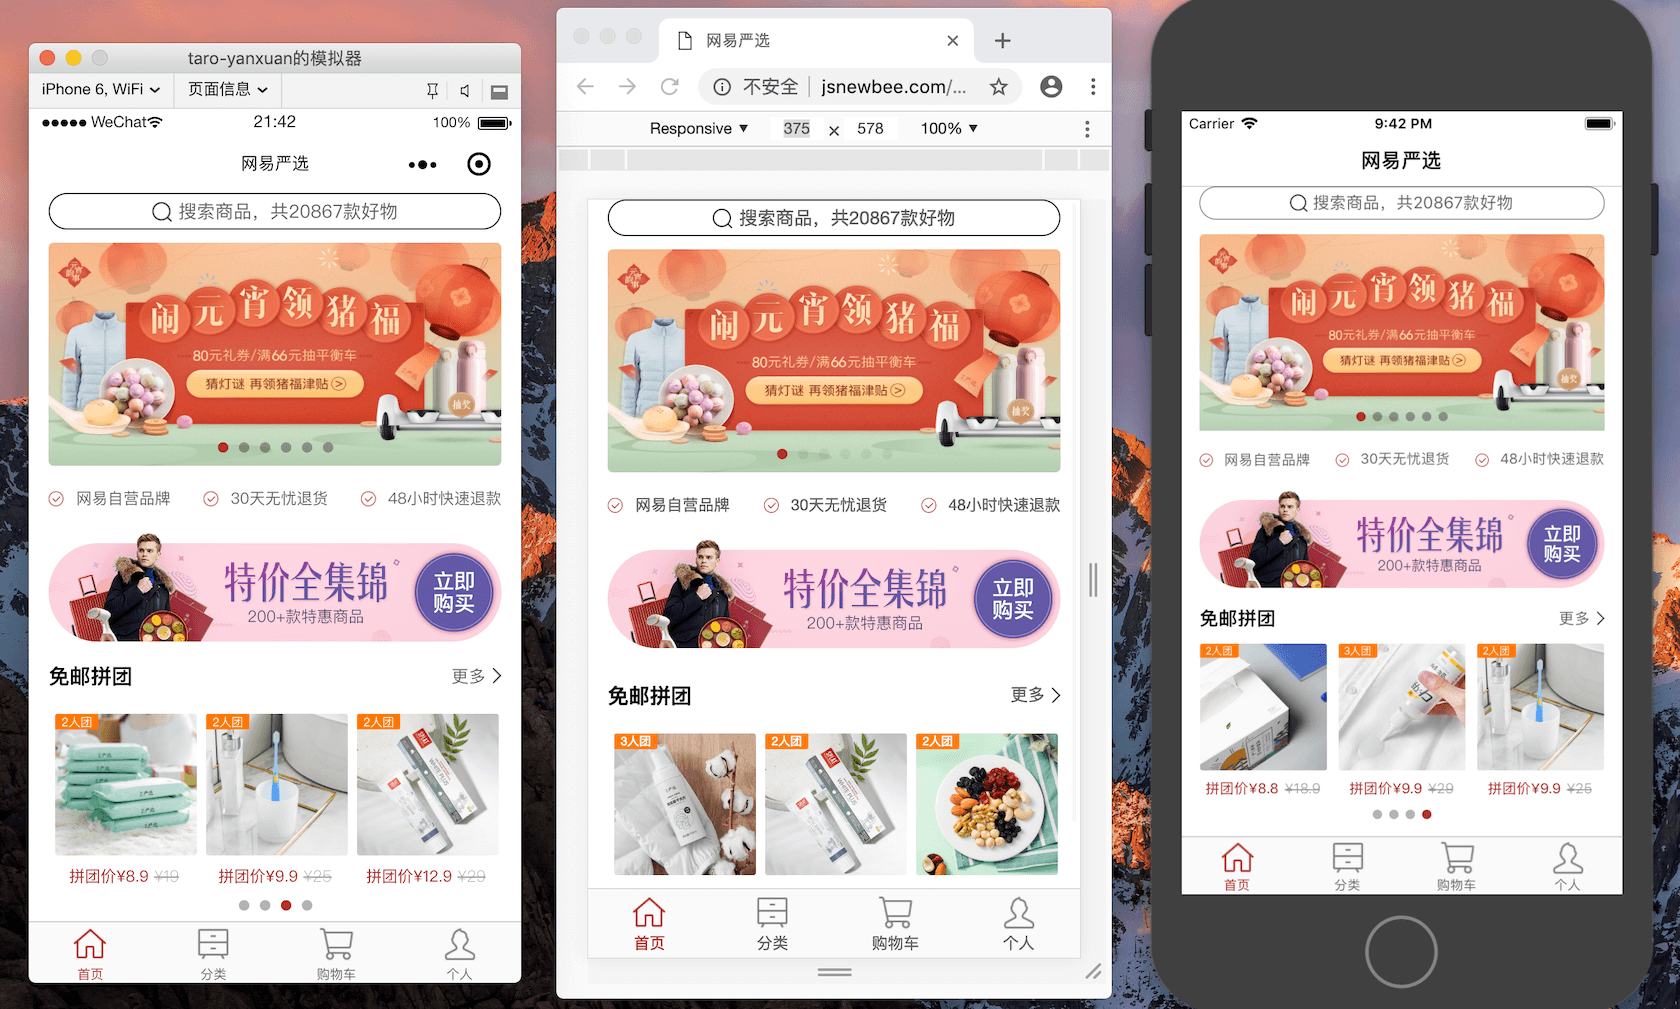 taro-yanxuan的模拟器
iPhone 6, WiFi
页面信息
WeChat
21:42
100%
网易严选
搜索商品，共20867款好物
闹元宵领猪福
80元礼券/满66元抽平衡车
猜灯谜 再领猪福津贴
抽奖
网易自营品牌
30天无忧退货
48小时快速退款
特价全集锦
200+款特惠商品
立即
购买
免邮拼团
更多
2人团
2人团
2人团
拼团价¥8.9 ¥19
拼团价¥9.9 ¥25
拼团价¥12.9 ¥29
首页
分类
购物车
个人
网易严选
不安全
jsnewbee.com/...
Responsive
375
×
578
100%
搜索商品，共20867款好物
闹元宵领猪福
80元礼券/满66元抽平衡车
猜灯谜 再领猪福津贴
抽奖
网易自营品牌
30天无忧退货
48小时快速退款
特价全集锦
200+款特惠商品
立即
购买
免邮拼团
更多
3人团
2人团
2人团
首页
分类
购物车
个人
Carrier
9:42 PM
网易严选
搜索商品，共20867款好物
闹元宵领猪福
80元礼券/满66元抽平衡车
猜灯谜 再领猪福津贴
抽奖
网易自营品牌
30天无忧退货
48小时快速退款
特价全集锦
200+款特惠商品
立即
购买
免邮拼团
更多
2人团
3人团
2人团
拼团价¥8.8 ¥18.9
拼团价¥9.9 ¥29
拼团价¥9.9 ¥25
首页
分类
购物车
个人